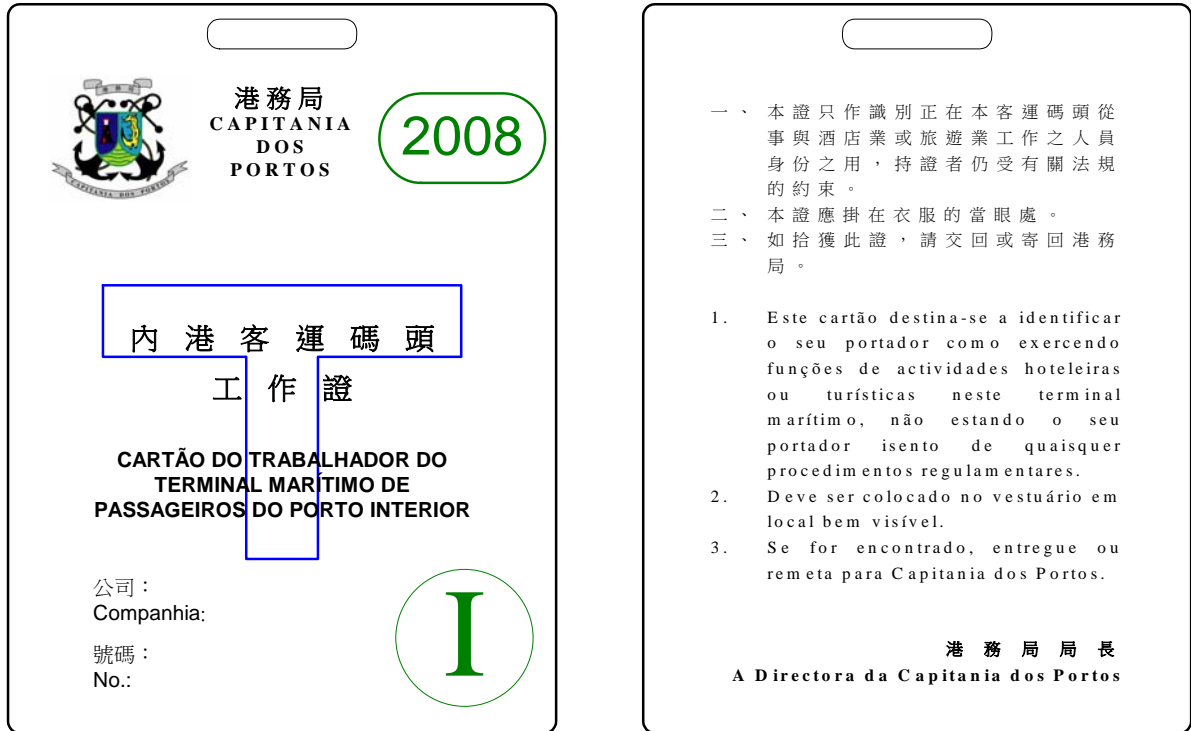 港務局
CAPITANIA
DOS
PORTOS
2008
CAPITANIA DOS PORTOS
內港客運碼頭
工作證
CARTÃO DO TRABALHADOR DO
TERMINAL MARÍTIMO DE
PASSAGEIROS DO PORTO INTERIOR
公司：
Companhia:
號碼：
No.:
I
一、本證只作識別正在本客運碼頭從
事與酒店業或旅遊業工作之人員
身份之用，持證者仍受有關法規
的約束。
二、本證應掛在衣服的當眼處。
三、如拾獲此證，請交回或寄回港務
局。
1. Este cartão destina-se a identificar
o seu portador como exercendo
funções de actividades hoteleiras
ou turísticas neste terminal
marítimo, não estando o seu
portador isento de quaisquer
procedimentos regulamentares.
2. Deve ser colocado no vestuário em
local bem visível.
3. Se for encontrado, entregue ou
remeta para Capitania dos Portos.
港務局局長
A Directora da Capitania dos Portos